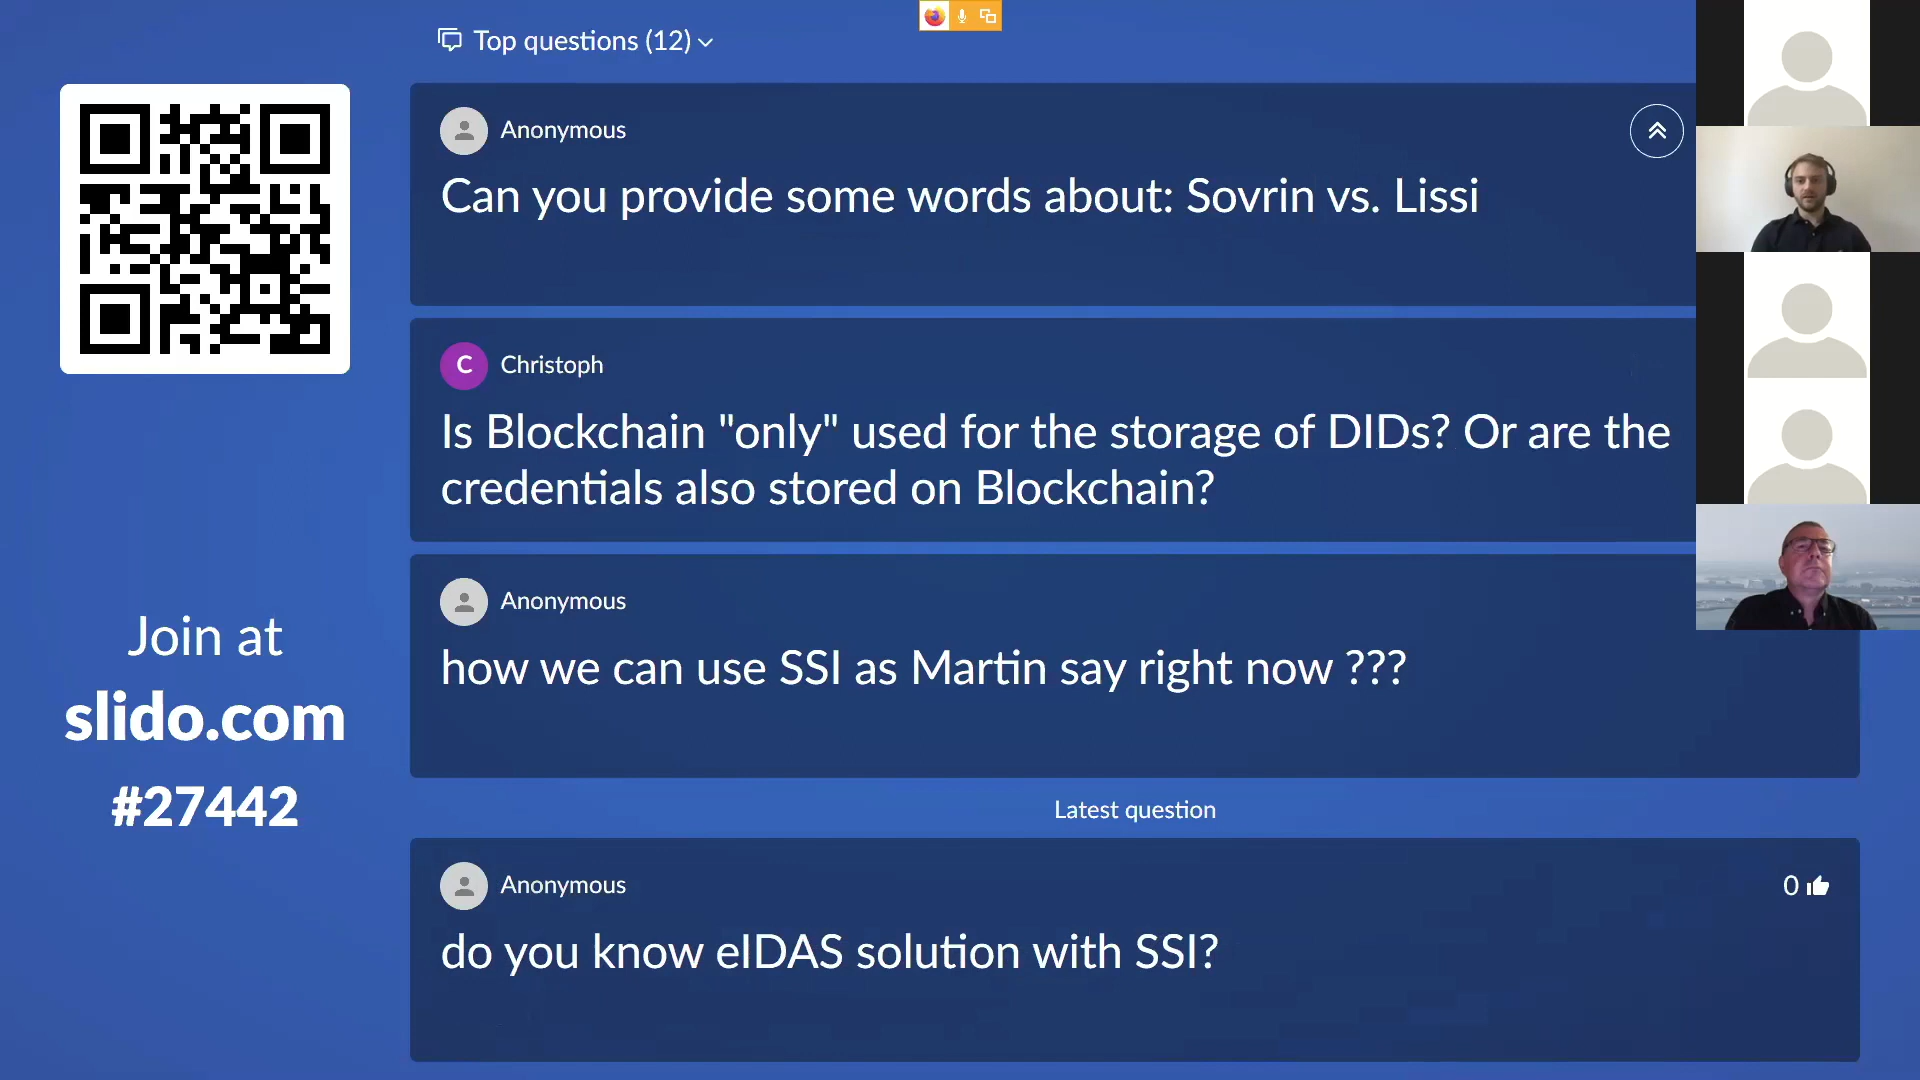 Top questions (12)
Anonymous
Can you provide some words about: Sovrin vs. Lissi
C
Christoph
Is Blockchain "only" used for the storage of DIDs? Or are the
credentials also stored on Blockchain?
Anonymous
how we can use SSI as Martin say right now ???
Join at
slido.com
#27442
Latest question
Anonymous
0
do you know eIDAS solution with SSI?